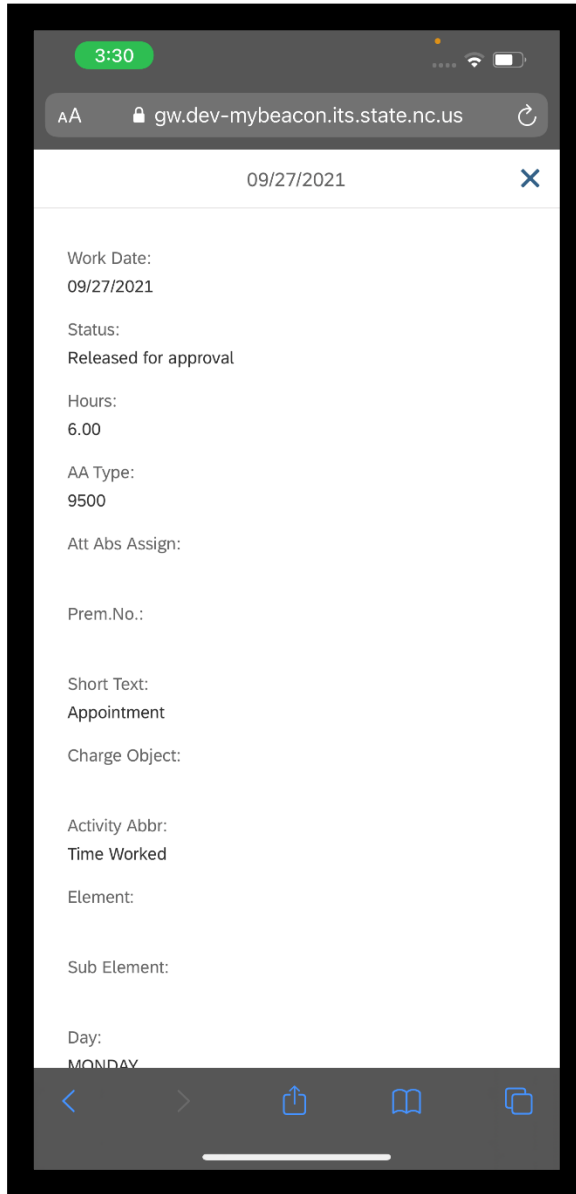 3:30
AA gw.dev-mybeacon.its.state.nc.us
09/27/2021
Work Date:
09/27/2021
Status:
Released for approval
Hours:
6.00
AA Type:
9500
Att Abs Assign:
Prem.No.:
Short Text:
Appointment
Charge Object:
Activity Abbr:
Time Worked
Element:
Sub Element:
Day:
MONDAY